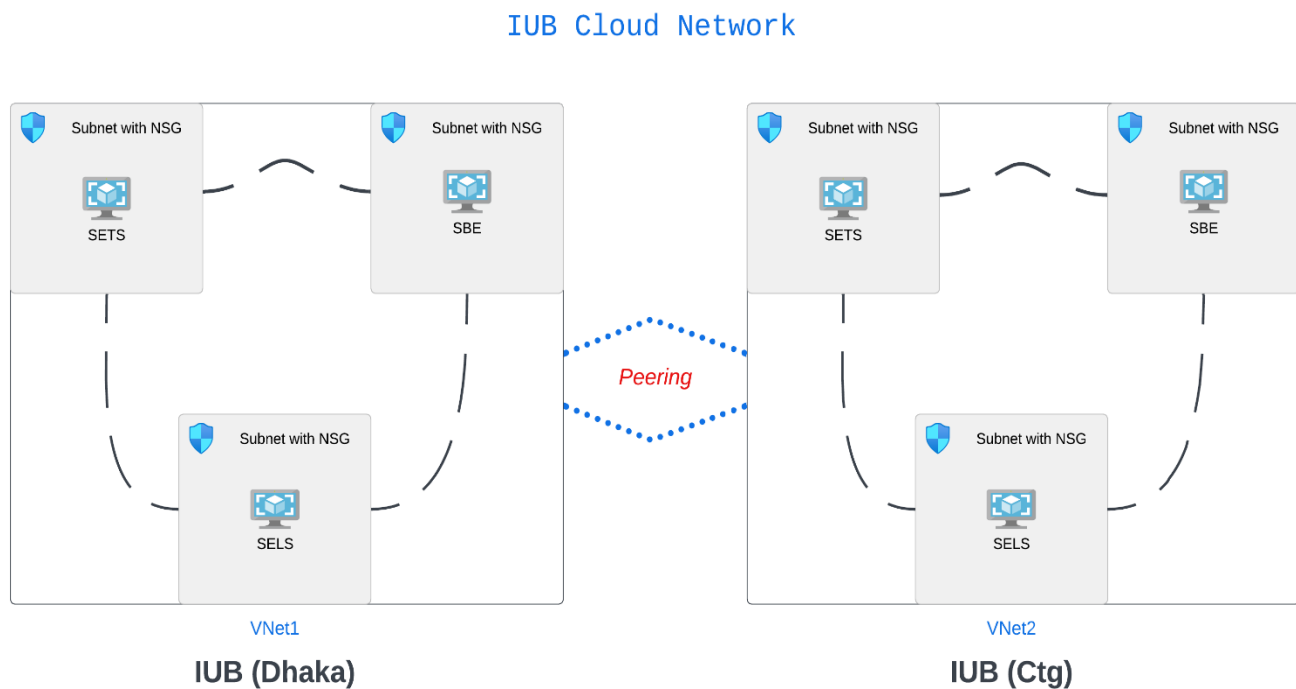 IUB Cloud Network
Subnet with NSG
SETS
Subnet with NSG
SBE
Subnet with NSG
SELS
VNet1
IUB (Dhaka)
Peering
Subnet with NSG
SETS
Subnet with NSG
SBE
Subnet with NSG
SELS
VNet2
IUB (Ctg)